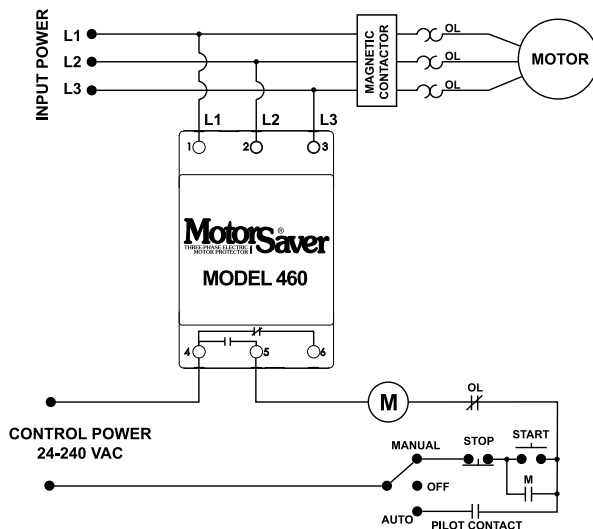 INPUT POWER
L1
L2
L3
MAGNETIC
CONTACTOR
OL
OL
OL
MOTOR
L1 L2 L3
1 2 3
MotorSaver®
THREE-PHASE ELECTRIC
MOTOR PROTECTOR
MODEL 460
4 5 6
CONTROL POWER
24-240 VAC
M
OL
MANUAL
STOP
START
OFF
M
AUTO
PILOT CONTACT